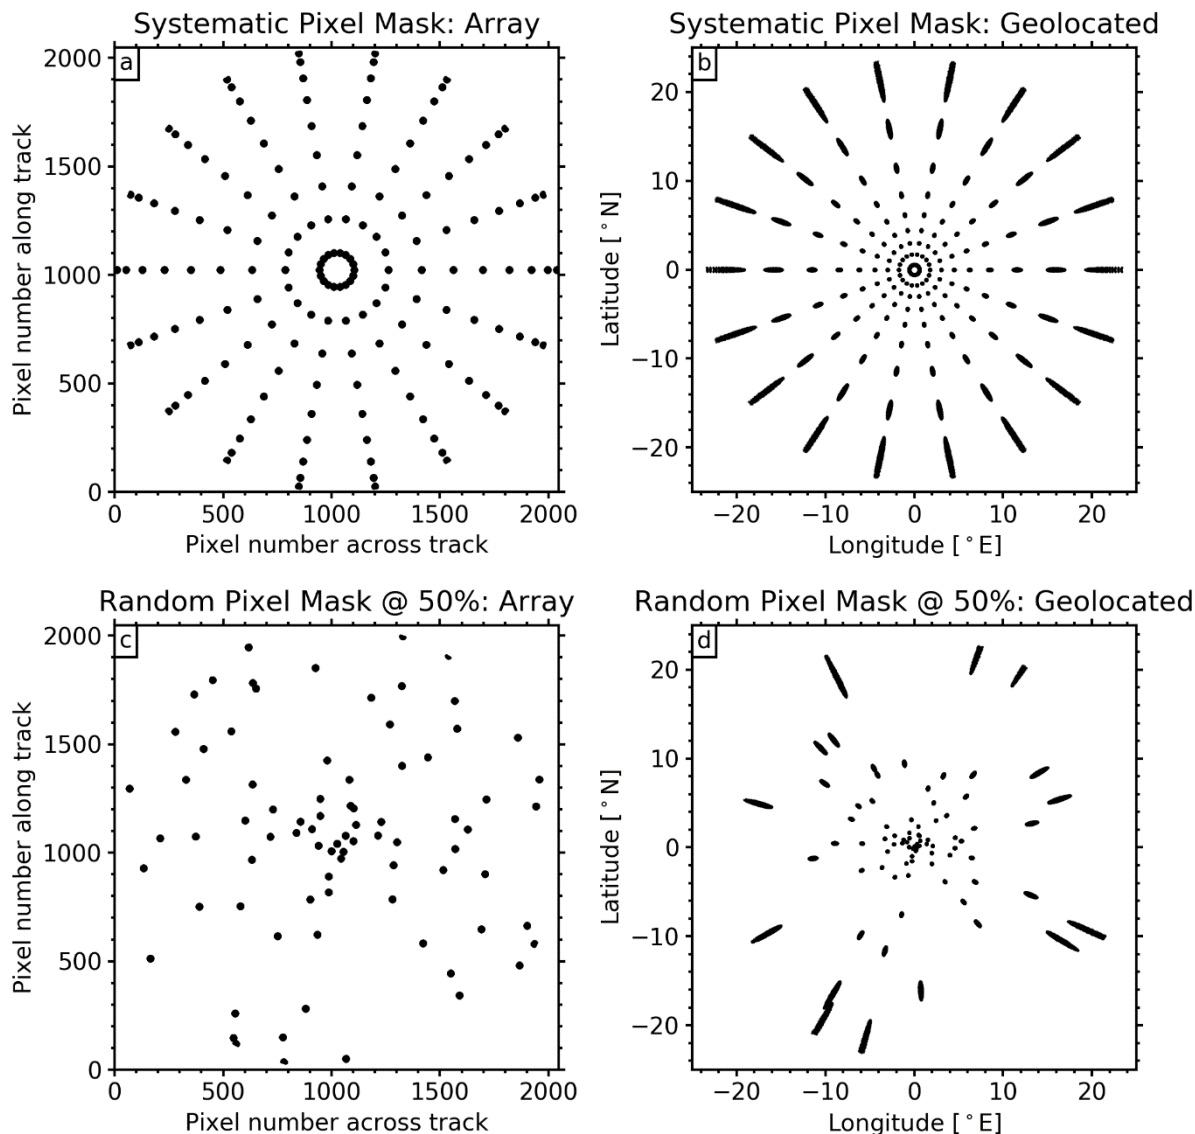 Systematic Pixel Mask: Array
a
2000
1500
1000
500
0
0 500 1000 1500 2000
Pixel number along track
Pixel number across track
Systematic Pixel Mask: Geolocated
b
20
10
0
−10
−20
−20 −10 0 10 20
Latitude [°N]
Longitude [°E]
Random Pixel Mask @ 50%: Array
c
2000
1500
1000
500
0
0 500 1000 1500 2000
Pixel number along track
Pixel number across track
Random Pixel Mask @ 50%: Geolocated
d
20
10
0
−10
−20
−20 −10 0 10 20
Latitude [°N]
Longitude [°E]